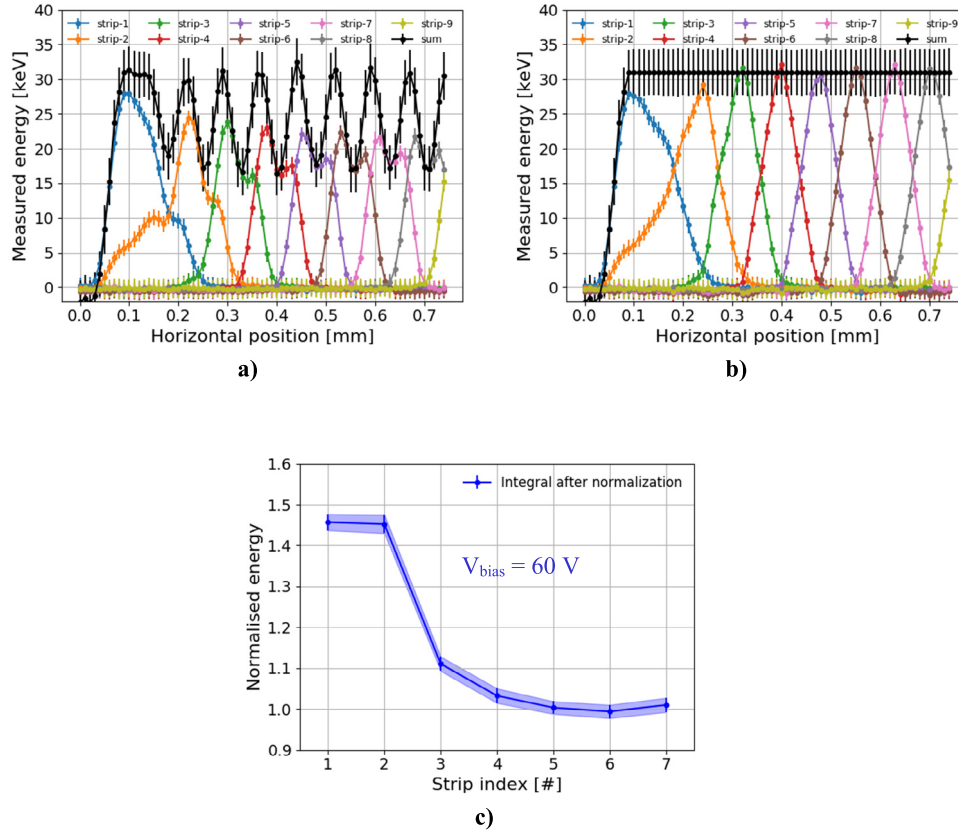 strip-1 strip-3 strip-5 strip-7 strip-9
strip-2 strip-4 strip-6 strip-8 sum
40
35
30
25
20
15
10
5
0
Measured energy [keV]
0.0 0.1 0.2 0.3 0.4 0.5 0.6 0.7
Horizontal position [mm]
a)
strip-1 strip-3 strip-5 strip-7 strip-9
strip-2 strip-4 strip-6 strip-8 sum
40
35
30
25
20
15
10
5
0
Measured energy [keV]
0.0 0.1 0.2 0.3 0.4 0.5 0.6 0.7
Horizontal position [mm]
b)
Integral after normalization
V_bias = 60 V
1.6
1.5
1.4
1.3
1.2
1.1
1.0
0.9
Normalised energy
1 2 3 4 5 6 7
Strip index [#]
c)